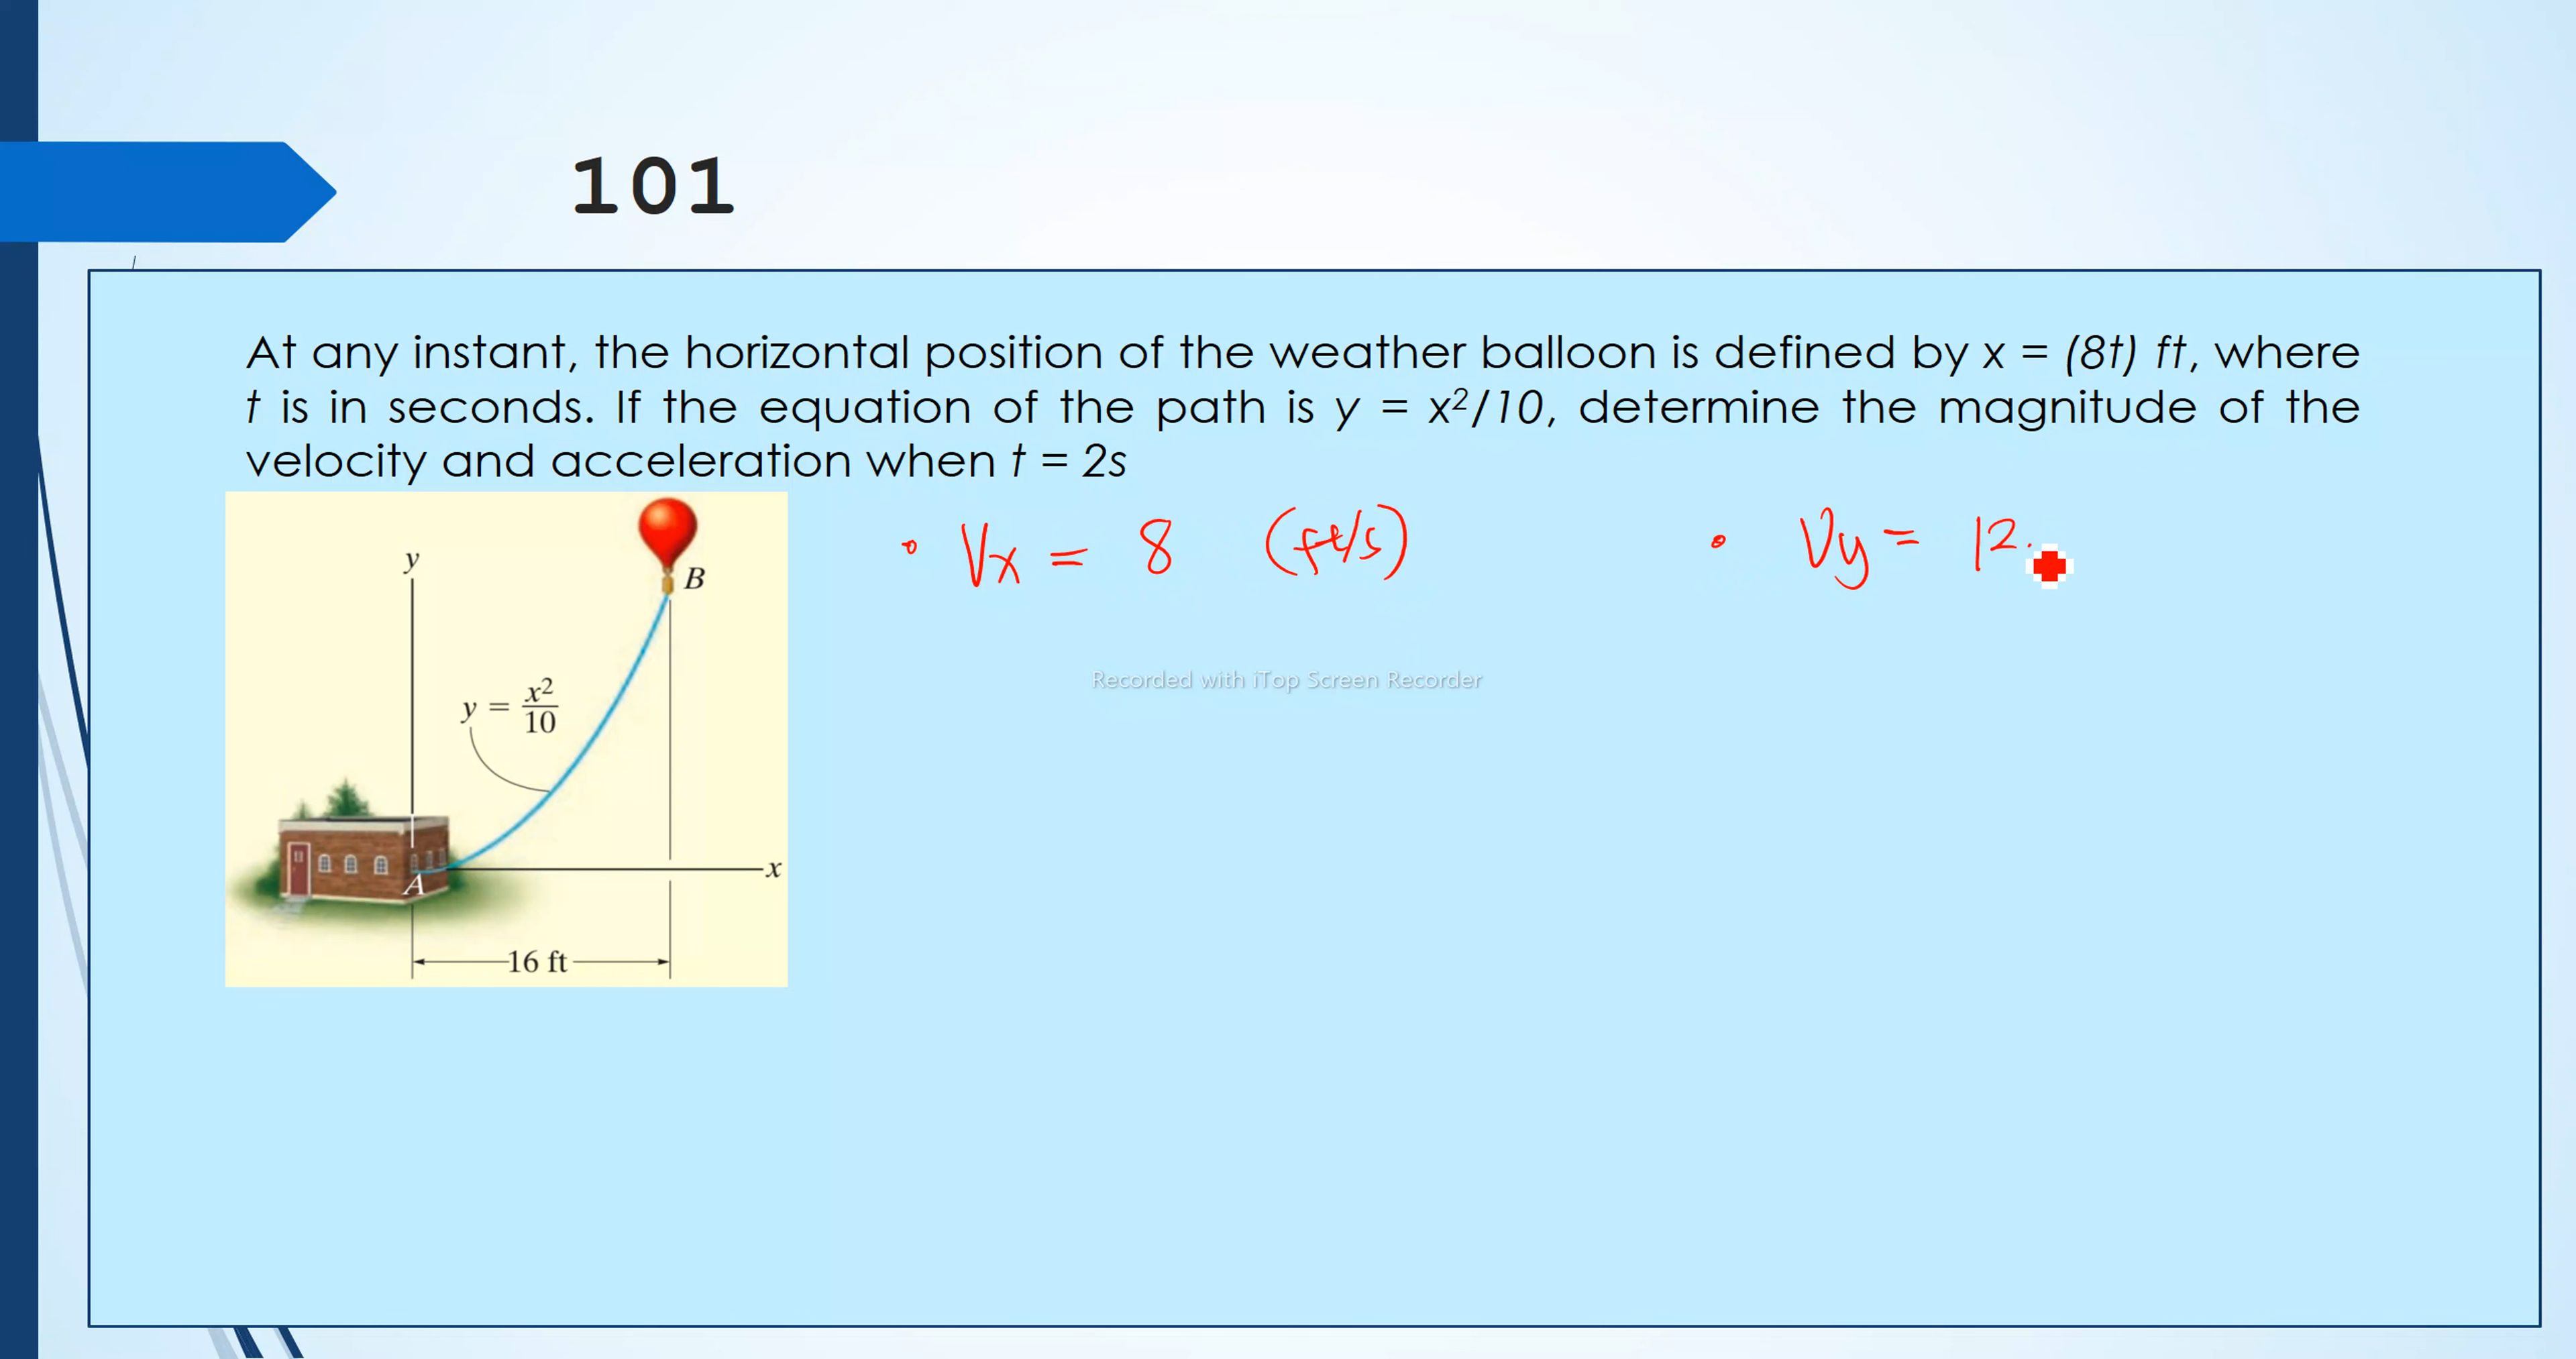 101
At any instant, the horizontal position of the weather balloon is defined by x = (8t) ft, where
t is in seconds. If the equation of the path is y = x²/10, determine the magnitude of the
velocity and acceleration when t = 2s
• Vx = 8 (ft/s)
• Vy = 12.
y
B
y = x²/10
A
x
16 ft
Recorded with iTop Screen Recorder